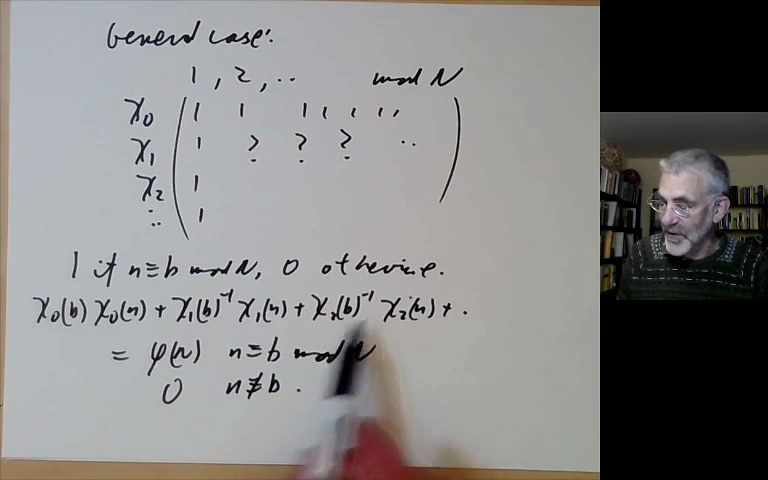 General case:
1, 2, .. mod N
χ₀ 1 1 1 1 1 1 1
χ₁ 1 ? ? ? ..
χ₂ 1
: 1
1 if n≡b mod N, 0 otherwise.
χ₀(b) χ₀(n) + χ₁(b)⁻¹ χ₁(n) + χ₂(b)⁻¹ χ₂(n) + .
= φ(N) n≡b mod N
0 n≢b.